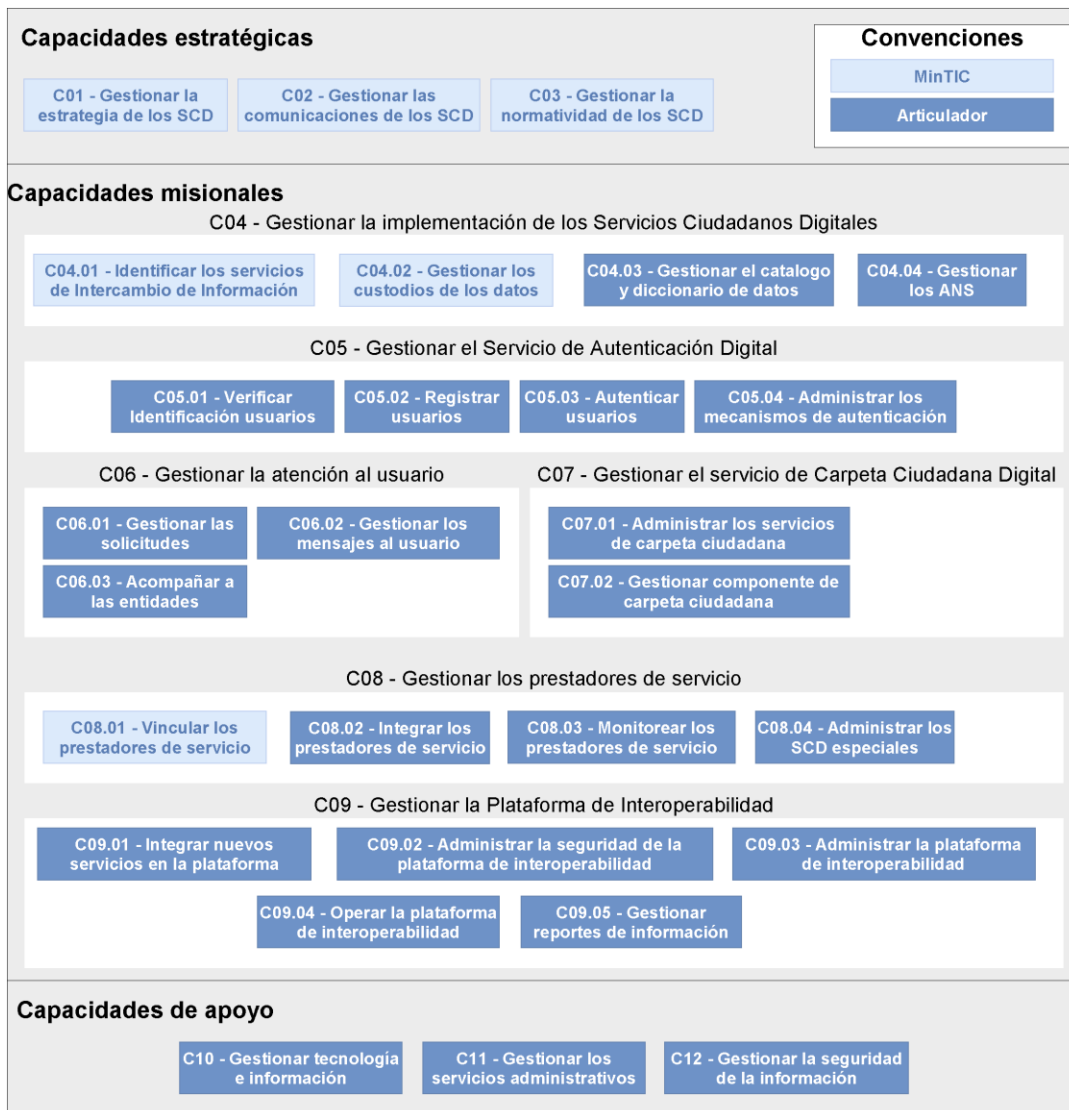 Capacidades estratégicas
Convenciones
MinTIC
Articulador
C01 - Gestionar la
estrategia de los SCD
C02 - Gestionar las
comunicaciones de los SCD
C03 - Gestionar la
normatividad de los SCD
Capacidades misionales
C04 - Gestionar la implementación de los Servicios Ciudadanos Digitales
C04.01 - Identificar los servicios
de Intercambio de Información
C04.02 - Gestionar los
custodios de los datos
C04.03 - Gestionar el catalogo
y diccionario de datos
C04.04 - Gestionar
los ANS
C05 - Gestionar el Servicio de Autenticación Digital
C05.01 - Verificar
Identificación usuarios
C05.02 - Registrar
usuarios
C05.03 - Autenticar
usuarios
C05.04 - Administrar los
mecanismos de autenticación
C06 - Gestionar la atención al usuario
C06.01 - Gestionar las
solicitudes
C06.02 - Gestionar los
mensajes al usuario
C06.03 - Acompañar a
las entidades
C07 - Gestionar el servicio de Carpeta Ciudadana Digital
C07.01 - Administrar los servicios
de carpeta ciudadana
C07.02 - Gestionar componente de
carpeta ciudadana
C08 - Gestionar los prestadores de servicio
C08.01 - Vincular los
prestadores de servicio
C08.02 - Integrar los
prestadores de servicio
C08.03 - Monitorear los
prestadores de servicio
C08.04 - Administrar los
SCD especiales
C09 - Gestionar la Plataforma de Interoperabilidad
C09.01 - Integrar nuevos
servicios en la plataforma
C09.02 - Administrar la seguridad de la
plataforma de interoperabilidad
C09.03 - Administrar la plataforma
de interoperabilidad
C09.04 - Operar la plataforma
de interoperabilidad
C09.05 - Gestionar
reportes de información
Capacidades de apoyo
C10 - Gestionar tecnología
e información
C11 - Gestionar los
servicios administrativos
C12 - Gestionar la seguridad
de la información